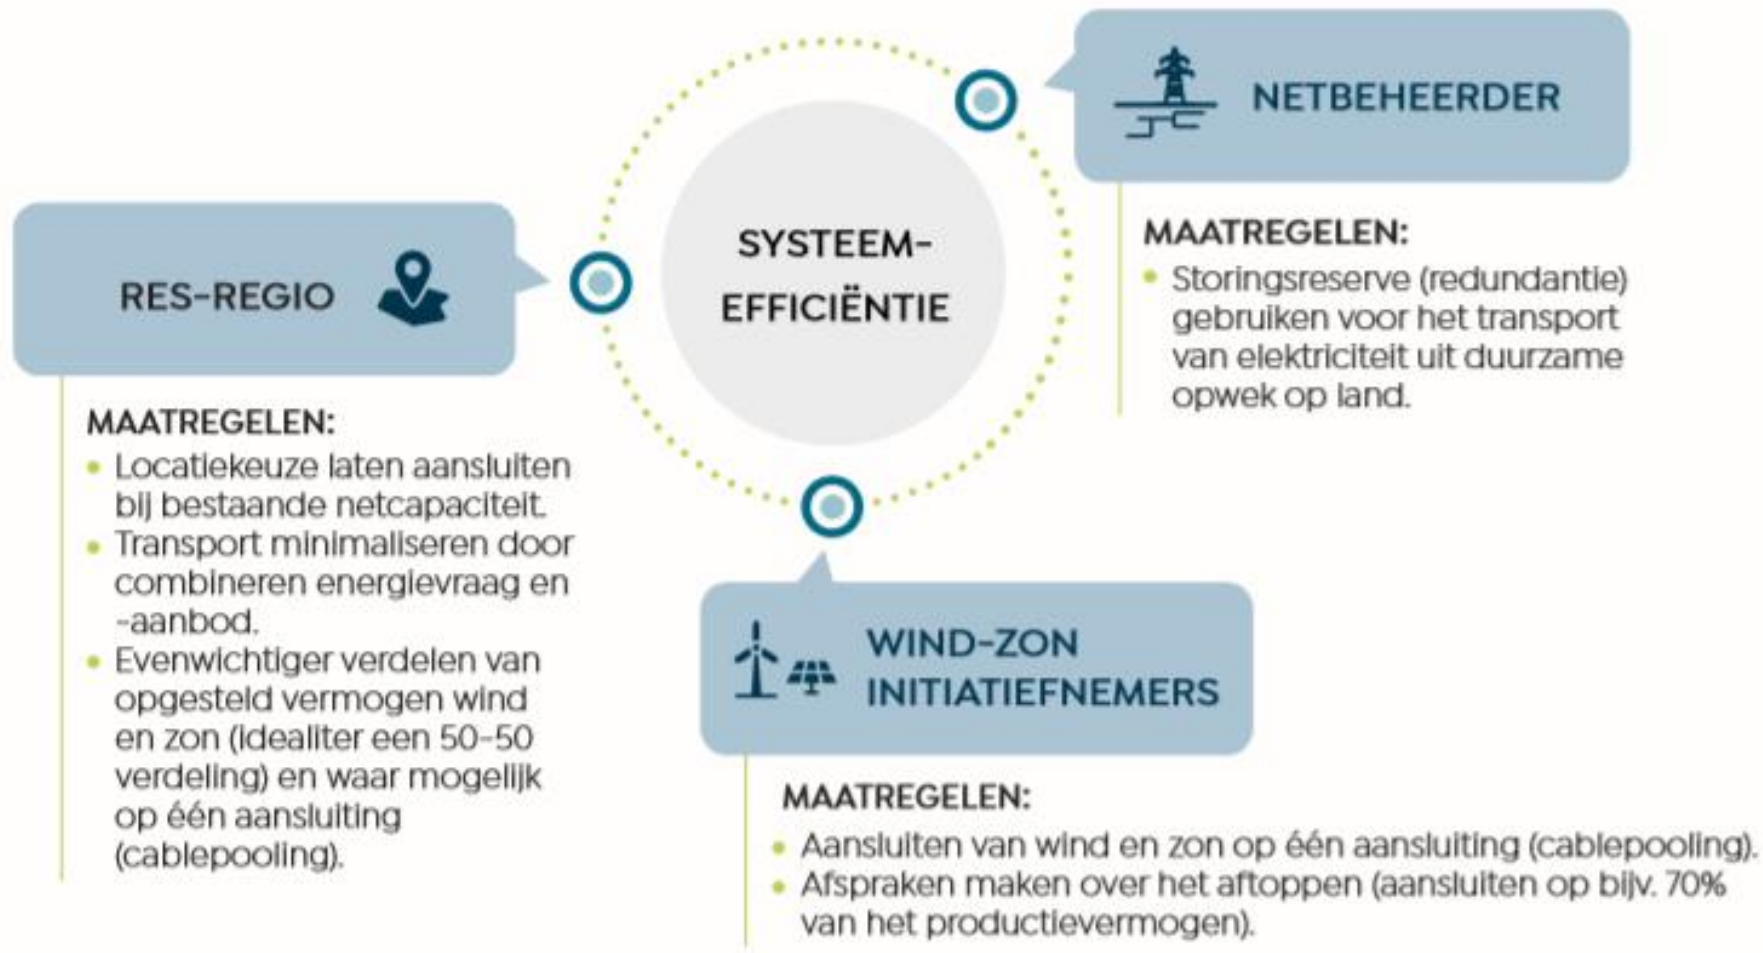 NETBEHEERDER
MAATREGELEN:
• Storingsreserve (redundantie)
gebruiken voor het transport
van elektriciteit uit duurzame
opwek op land.
SYSTEEM-
EFFICIËNTIE
RES-REGIO
MAATREGELEN:
• Locatiekeuze laten aansluiten
bij bestaande netcapaciteit.
• Transport minimaliseren door
combineren energievraag en
-aanbod.
• Evenwichtiger verdelen van
opgesteld vermogen wind
en zon (idealiter een 50-50
verdeling) en waar mogelijk
op één aansluiting
(cablepooling).
WIND-ZON
INITIATIEFNEMERS
MAATREGELEN:
• Aansluiten van wind en zon op één aansluiting (cablepooling).
• Afspraken maken over het aftoppen (aansluiten op bijv. 70%
van het productievermogen).